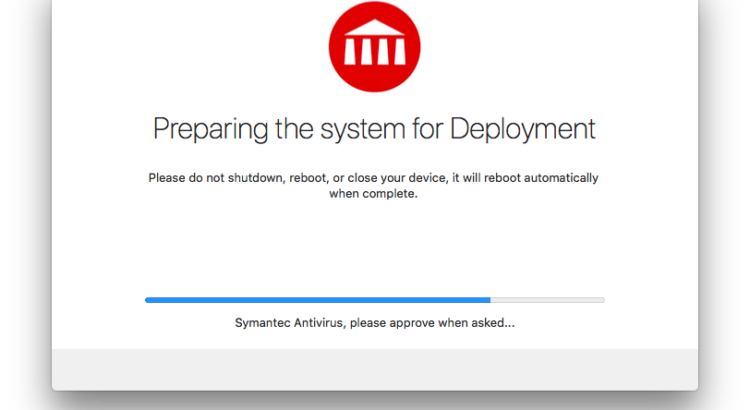 Preparing the system for Deployment
Please do not shutdown, reboot, or close your device, it will reboot automatically
when complete.
Symantec Antivirus, please approve when asked...